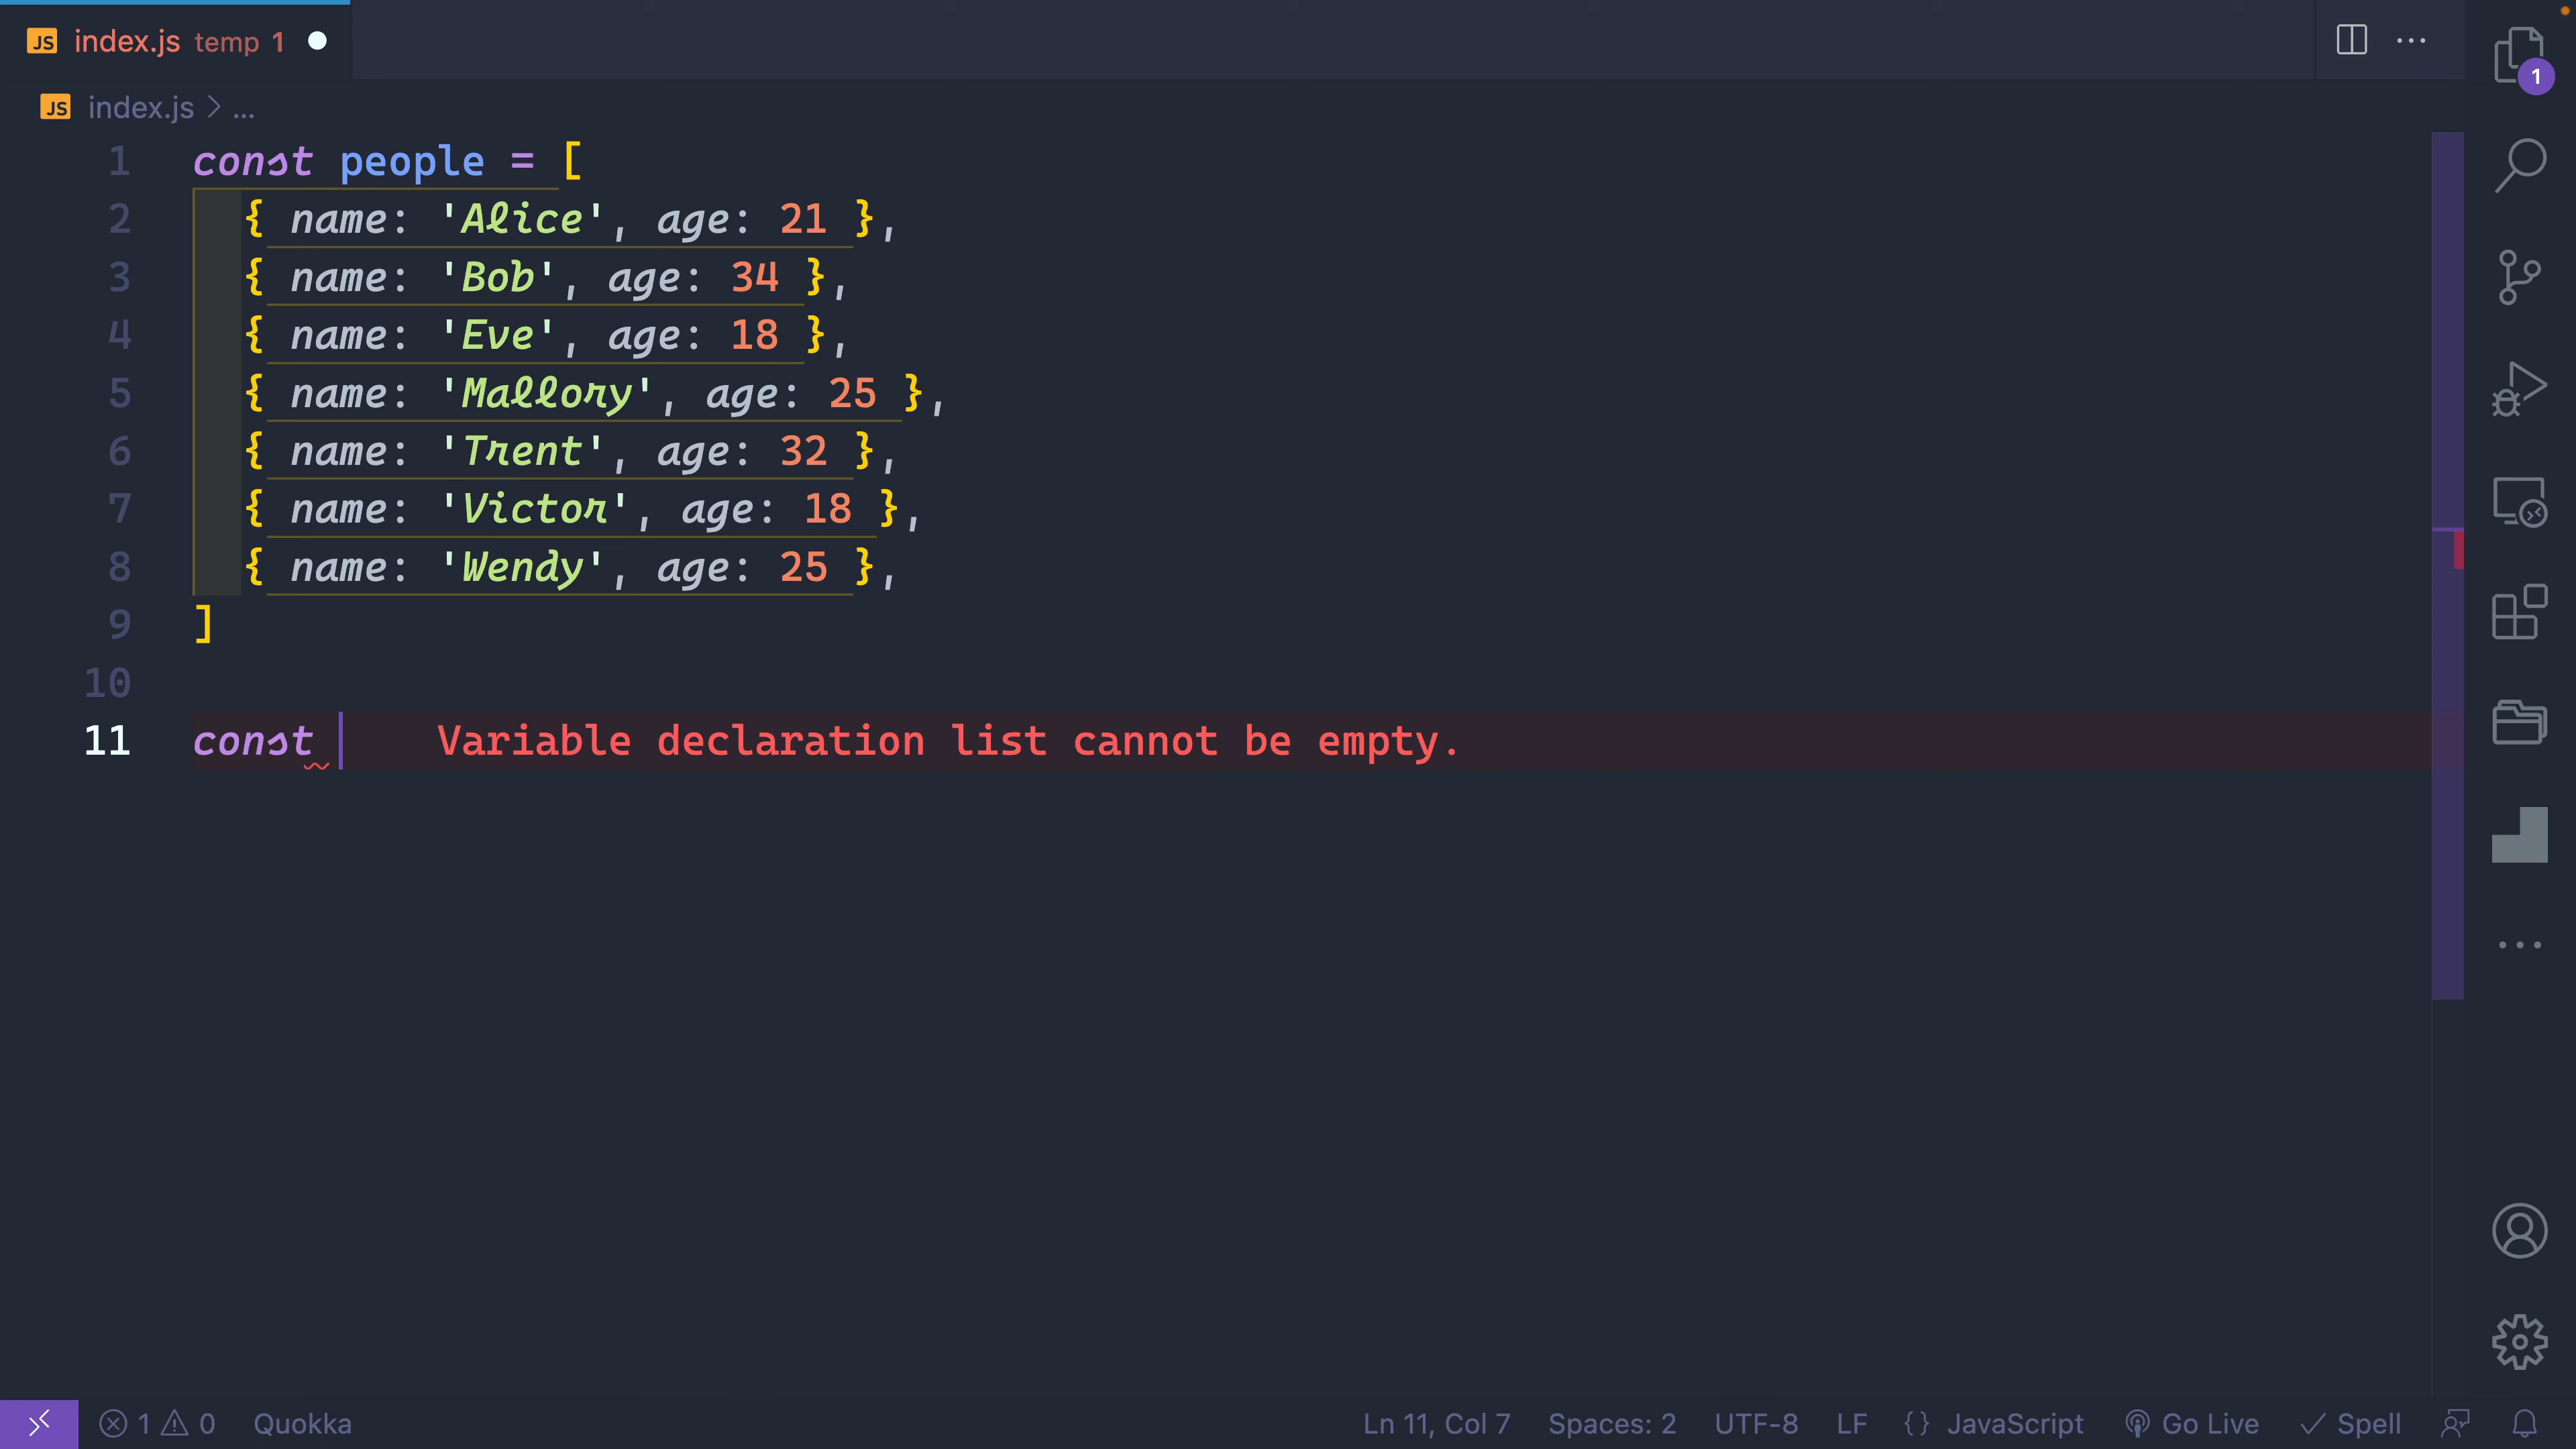 JS index.js temp 1
JS index.js > ...
1
1 const people = [
2 { name: 'Alice', age: 21 },
3 { name: 'Bob', age: 34 },
4 { name: 'Eve', age: 18 },
5 { name: 'Mallory', age: 25 },
6 { name: 'Trent', age: 32 },
7 { name: 'Victor', age: 18 },
8 { name: 'Wendy', age: 25 },
9 ]
10
11 const Variable declaration list cannot be empty.
1 0 Quokka Ln 11, Col 7 Spaces: 2 UTF-8 LF {} JavaScript Go Live Spell